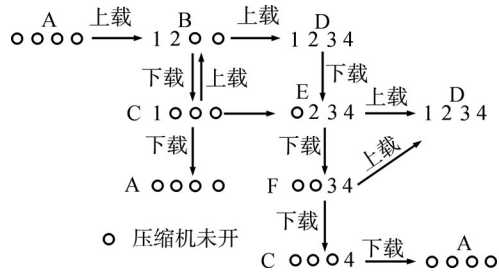 A 上载 B 上载 D
○ ○ ○ ○ 1 2 ○ ○ 1 2 3 4
下载 上载 下载
E
C 1 ○ ○ ○ ○ 2 3 4 上载 D
1 2 3 4
下载 下载 上载
A ○ ○ ○ ○ F ○ ○ 3 4
○ 压缩机未开 下载
C ○ ○ ○ 4 下载 A
○ ○ ○ ○